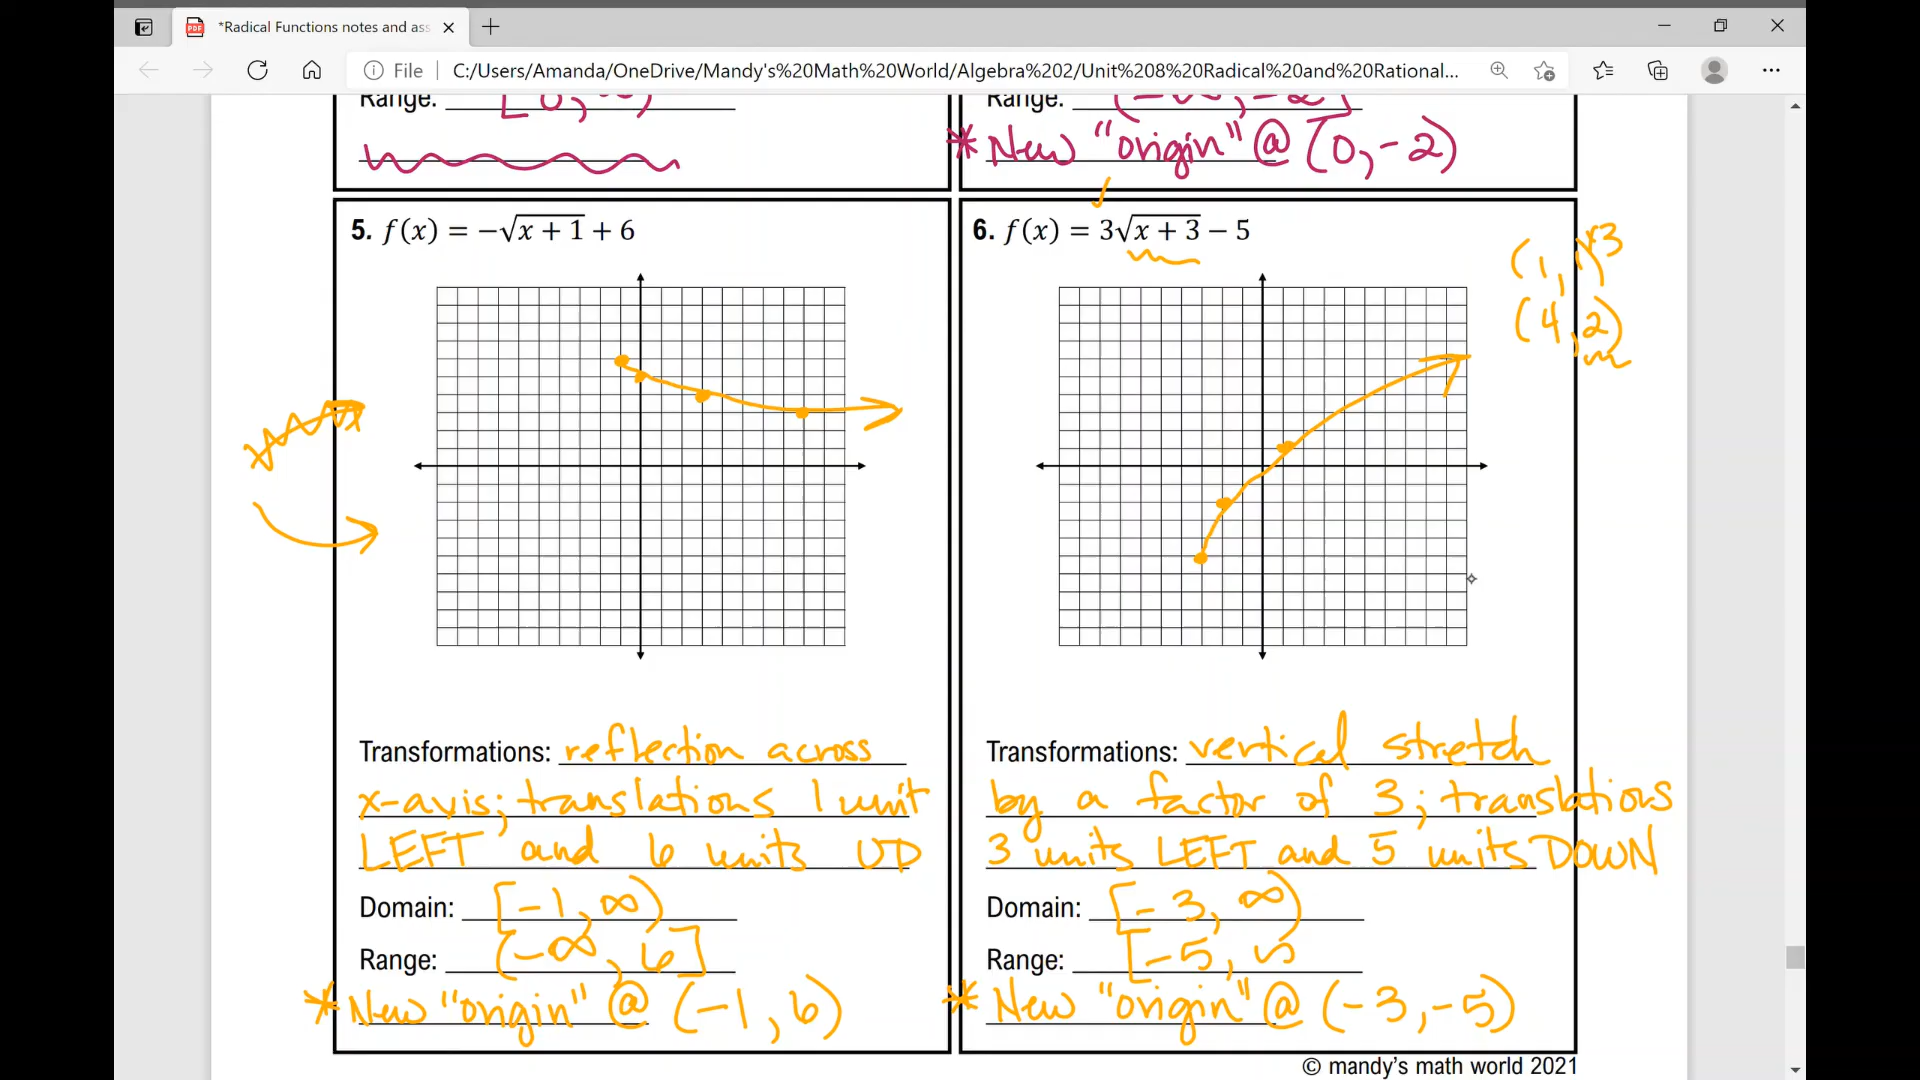 *Radical Functions notes and ass
File
C:/Users/Amanda/OneDrive/Mandy's%20Math%20World/Algebra%202/Unit%208%20Radical%20and%20Rational...
Range: [0, ∞)
Range: (-∞, -2]
*New "origin" @ (0, -2)
5. f(x) = −√(x + 1) + 6
6. f(x) = 3√(x + 3) − 5
(1, 1) ×3
(4, 2)
Transformations: reflection across
x-axis; translations 1 unit
LEFT and 6 units UP
Domain: [-1, ∞)
Range: (-∞, 6]
*New "origin" @ (-1, 6)
Transformations: vertical stretch
by a factor of 3; translations
3 units LEFT and 5 units DOWN
Domain: [-3, ∞)
Range: [-5,
*New "origin" @ (-3, -5)
© mandy's math world 2021